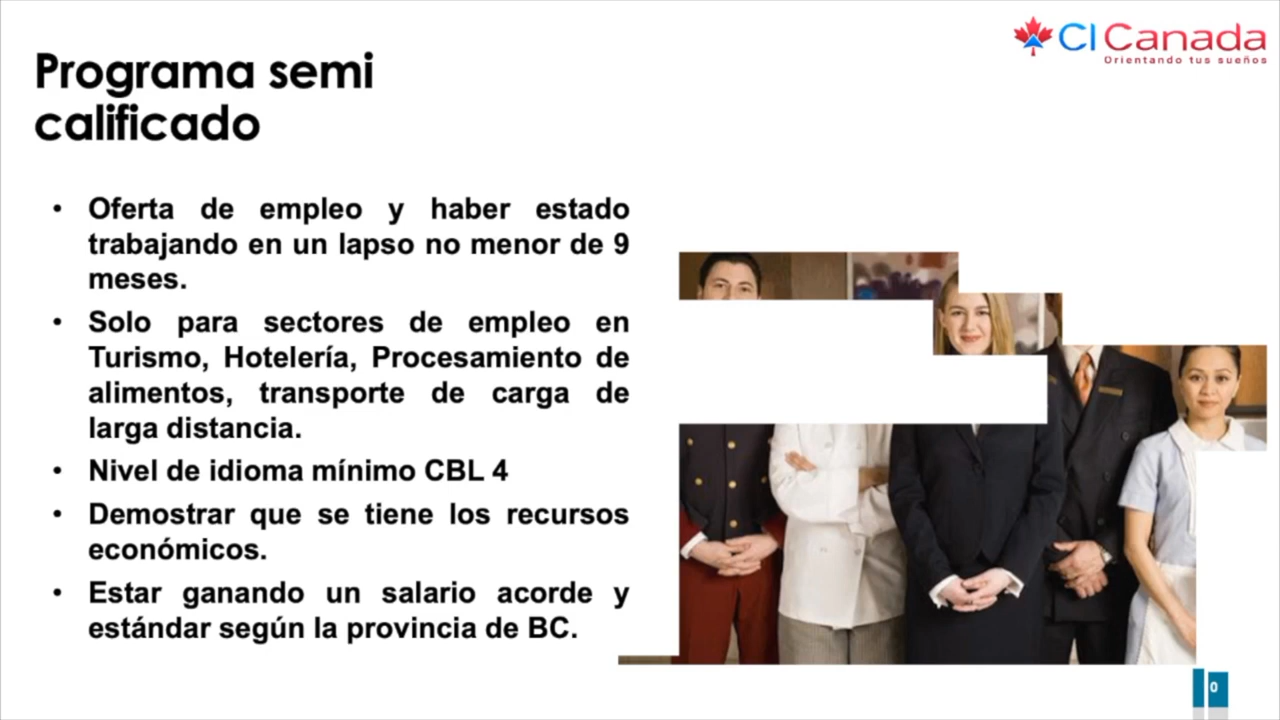 CI Canada
Orientando tus sueños
Programa semi
calificado
• Oferta de empleo y haber estado
trabajando en un lapso no menor de 9
meses.
• Solo para sectores de empleo en
Turismo, Hotelería, Procesamiento de
alimentos, transporte de carga de
larga distancia.
• Nivel de idioma mínimo CBL 4
• Demostrar que se tiene los recursos
económicos.
• Estar ganando un salario acorde y
estándar según la provincia de BC.
0